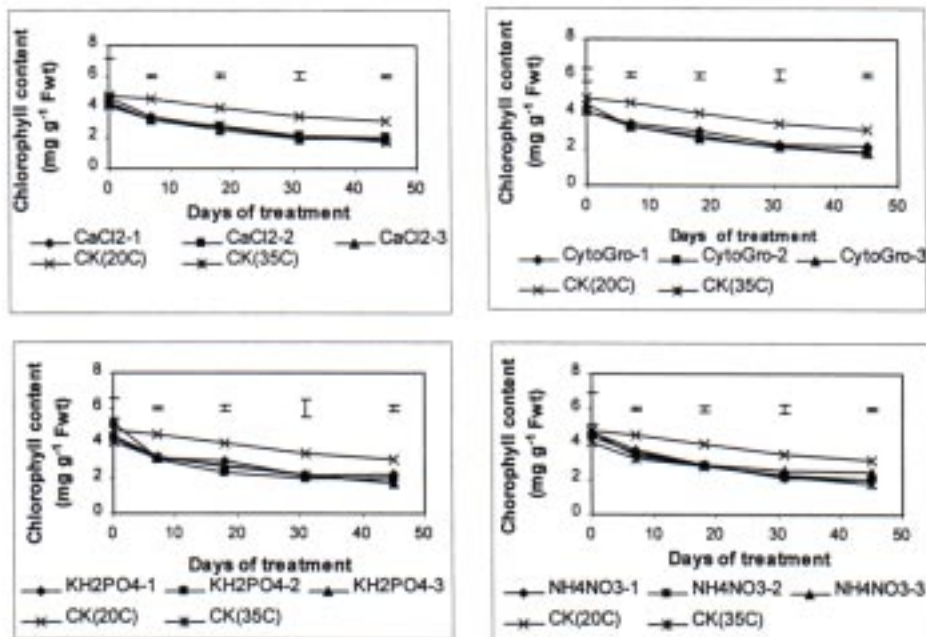 Chlorophyll content
(mg g⁻¹ Fwt)
8
6
4
2
0
0 10 20 30 40 50
Days of treatment
CaCl2-1 CaCl2-2 CaCl2-3
CK(20C) CK(35C)
Chlorophyll content
(mg g⁻¹ Fwt)
8
6
4
2
0
0 10 20 30 40 50
Days of treatment
CytoGro-1 CytoGro-2 CytoGro-3
CK(20C) CK(35C)
Chlorophyll content
(mg g⁻¹ Fwt)
8
6
4
2
0
0 10 20 30 40 50
Days of treatment
KH2PO4-1 KH2PO4-2 KH2PO4-3
CK(20C) CK(35C)
Chorophyll content
(mg g⁻¹ Fwt)
8
6
4
2
0
0 10 20 30 40 50
Days of treatment
NH4NO3-1 NH4NO3-2 NH4NO3-3
CK(20C) CK(35C)